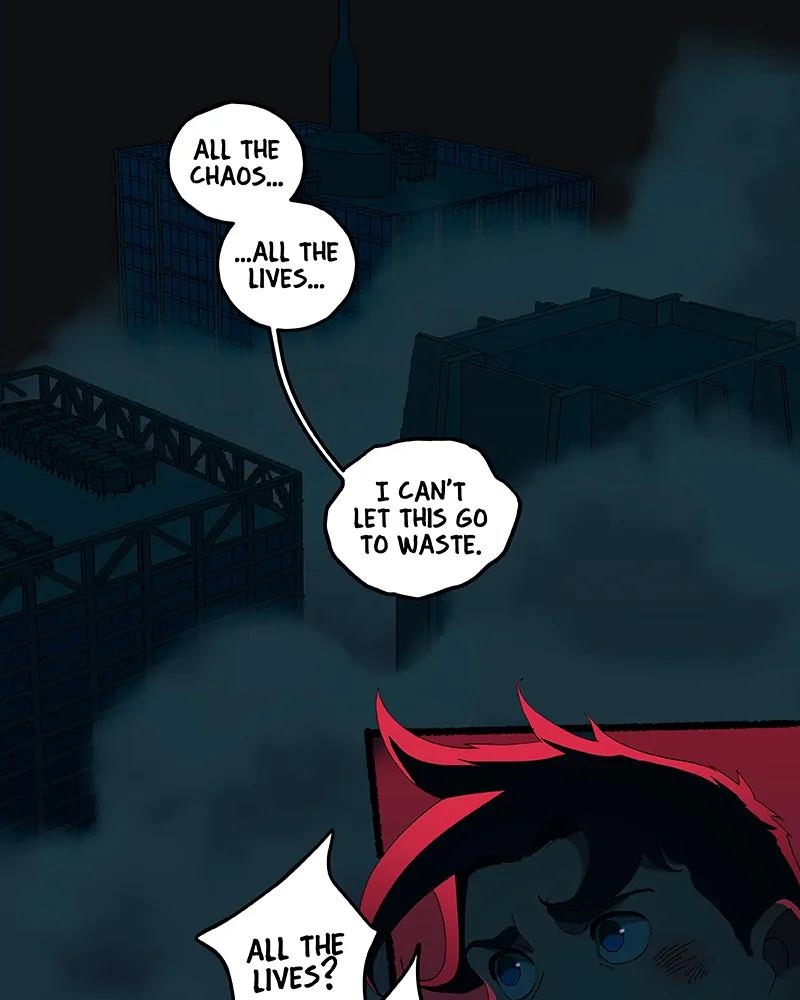 ALL THE
CHAOS...
...ALL THE
LIVES...
I CAN'T
LET THIS GO
TO WASTE.
ALL THE
LIVES?